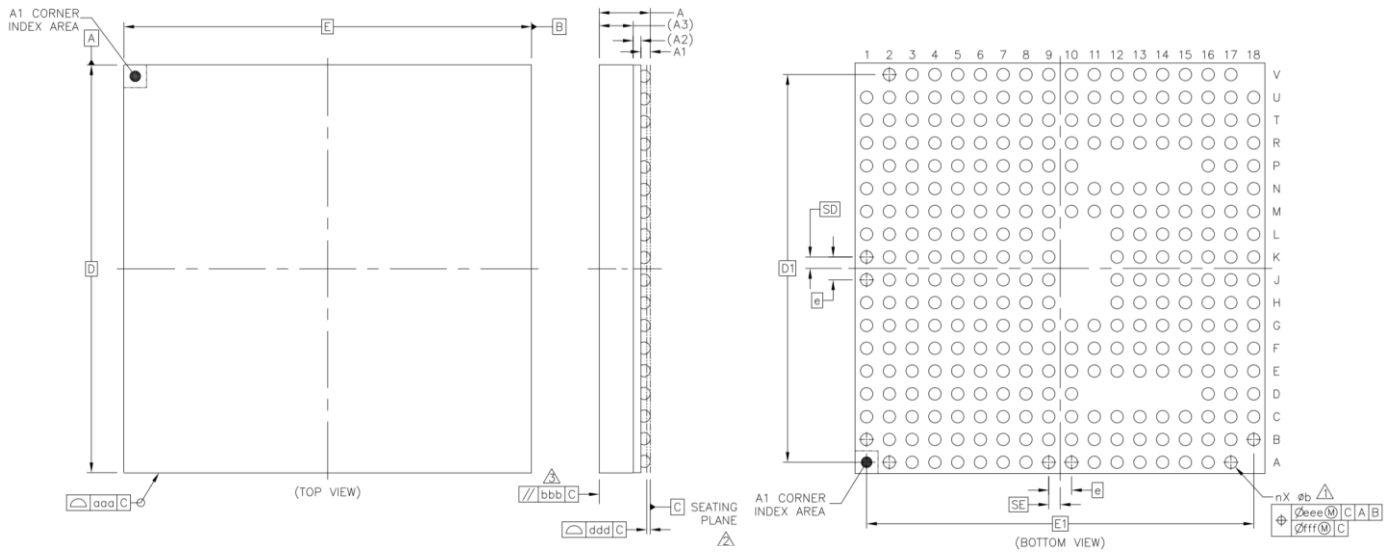 A1 CORNER
INDEX AREA
A
E
B
D
(TOP VIEW)
aaa C
A
(A3)
(A2)
A1
3
// bbb C
ddd C
C SEATING
PLANE
2
1 2 3 4 5 6 7 8 9 10 11 12 13 14 15 16 17 18
V
U
T
R
P
N
M
L
K
J
H
G
F
E
D
C
B
A
SD
D1
e
A1 CORNER
INDEX AREA
SE
e
E1
(BOTTOM VIEW)
nX øb 1
Øeee Ⓜ C A B
Øfff Ⓜ C